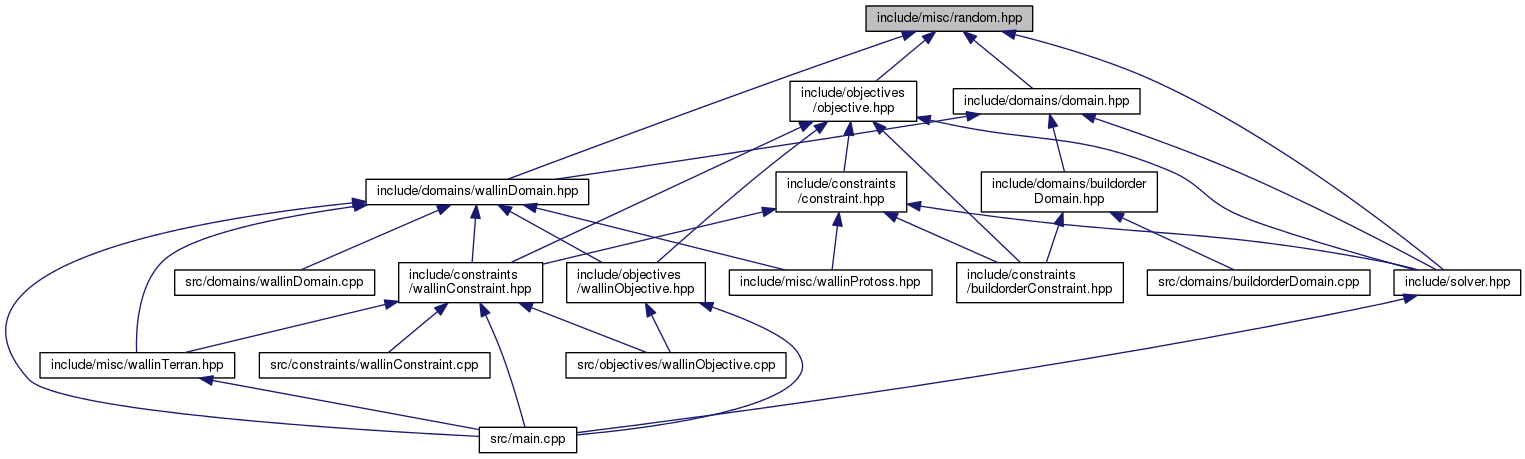 include/misc/random.hpp
include/objectives
/objective.hpp
include/domains/domain.hpp
include/domains/wallinDomain.hpp
include/constraints
/constraint.hpp
include/domains/buildorder
Domain.hpp
src/domains/wallinDomain.cpp
include/constraints
/wallinConstraint.hpp
include/objectives
/wallinObjective.hpp
include/misc/wallinProtoss.hpp
include/constraints
/buildorderConstraint.hpp
src/domains/buildorderDomain.cpp
include/solver.hpp
include/misc/wallinTerran.hpp
src/constraints/wallinConstraint.cpp
src/objectives/wallinObjective.cpp
src/main.cpp